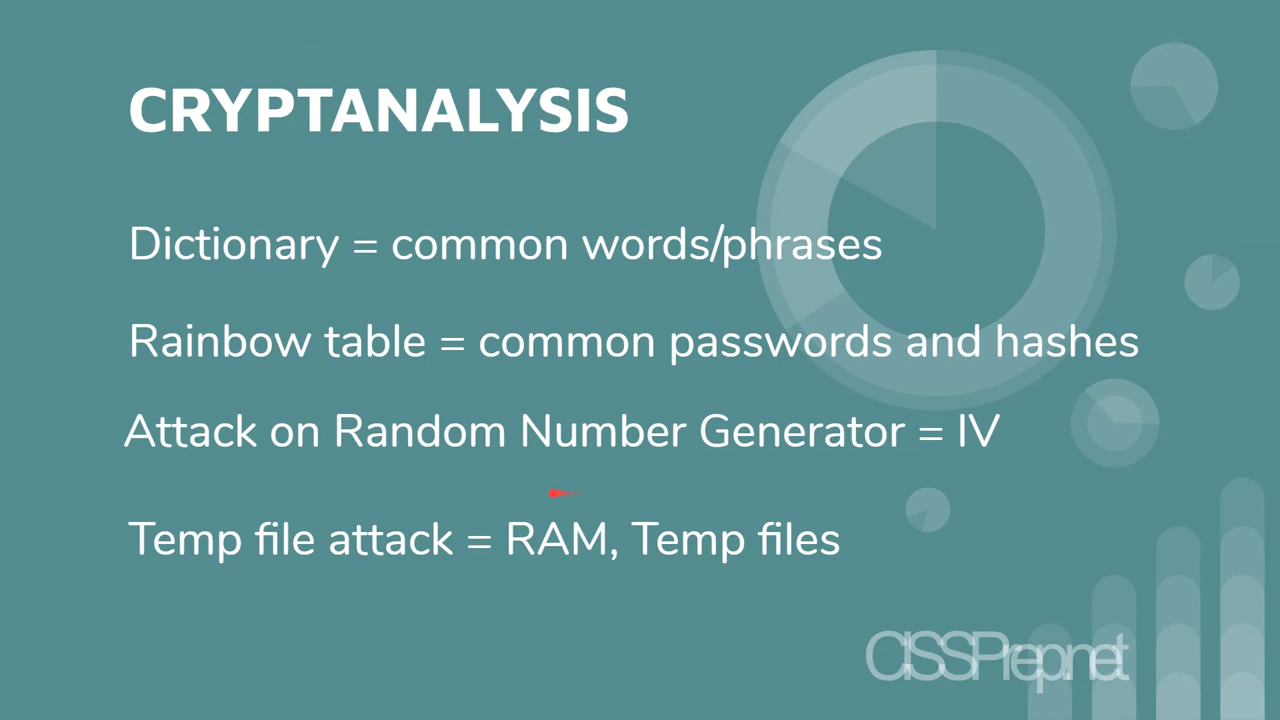 CRYPTANALYSIS
Dictionary = common words/phrases
Rainbow table = common passwords and hashes
Attack on Random Number Generator = IV
Temp file attack = RAM, Temp files
CISSPrep.net